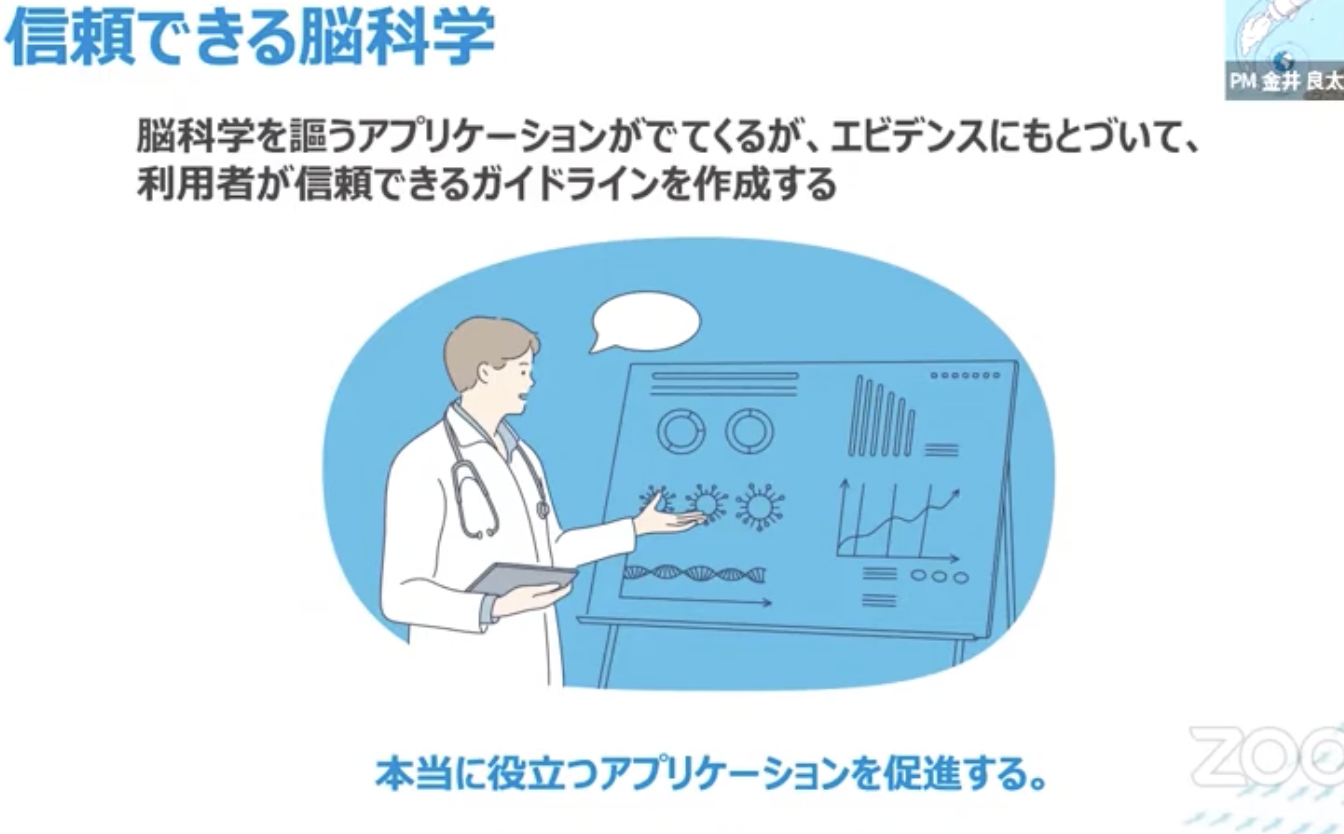 信頼できる脳科学
PM 金井 良太
脳科学を謳うアプリケーションがでてくるが、エビデンスにもとづいて、
利用者が信頼できるガイドラインを作成する
本当に役立つアプリケーションを促進する。
ZOO